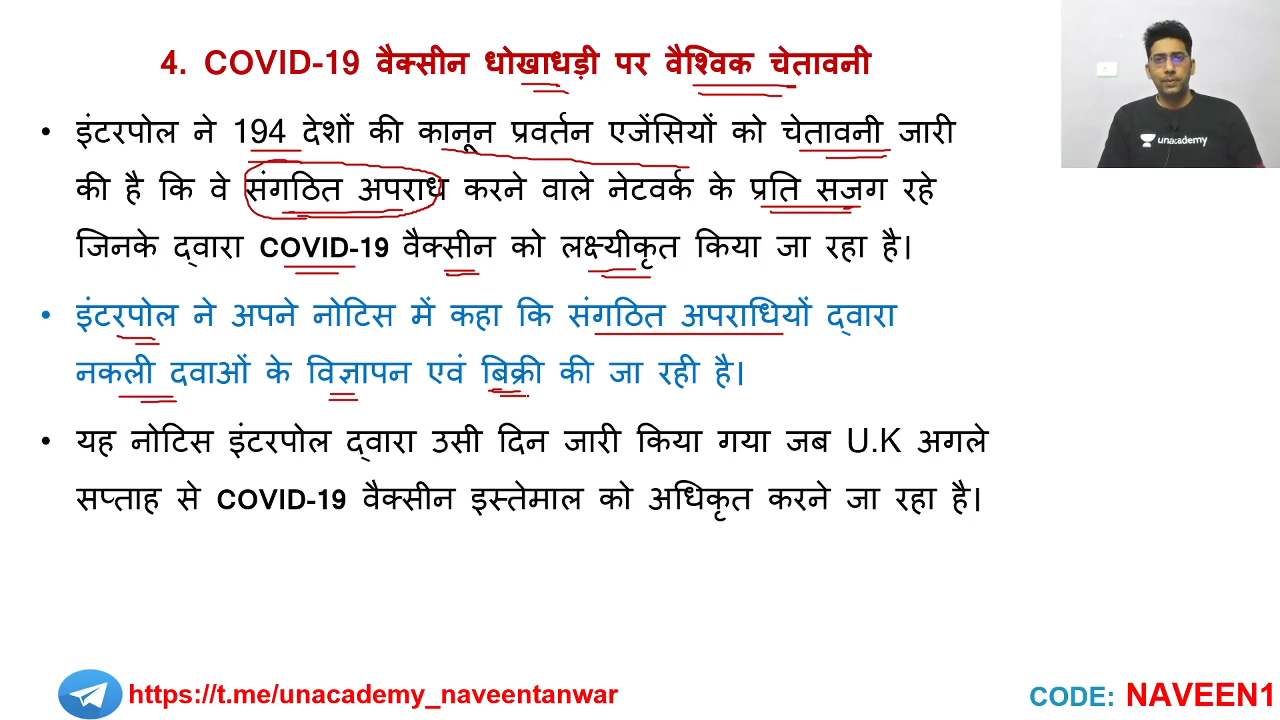 4. COVID-19 वैक्सीन धोखाधड़ी पर वैश्विक चेतावनी
• इंटरपोल ने 194 देशों की कानून प्रवर्तन एजेंसियों को चेतावनी जारी
की है कि वे संगठित अपराध करने वाले नेटवर्क के प्रति सजग रहे
जिनके द्वारा COVID-19 वैक्सीन को लक्ष्यीकृत किया जा रहा है।
• इंटरपोल ने अपने नोटिस में कहा कि संगठित अपराधियों द्वारा
नकली दवाओं के विज्ञापन एवं बिक्री की जा रही है।
• यह नोटिस इंटरपोल द्वारा उसी दिन जारी किया गया जब U.K अगले
सप्ताह से COVID-19 वैक्सीन इस्तेमाल को अधिकृत करने जा रहा है।
unacademy
https://t.me/unacademy_naveentanwar
CODE: NAVEEN1